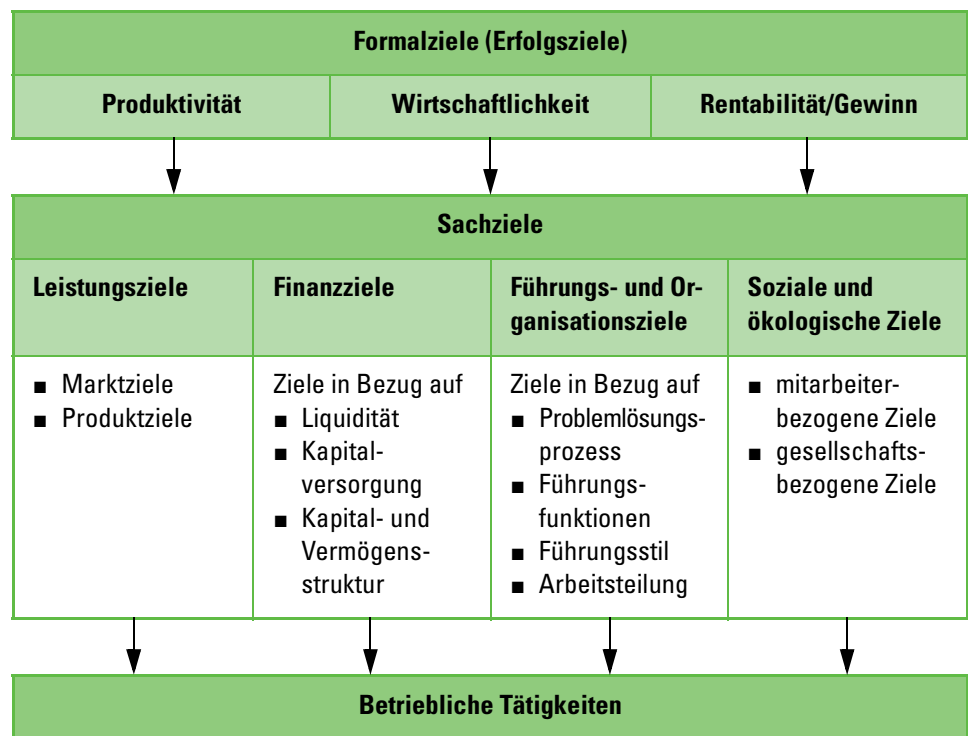 Formalziele (Erfolgsziele)
Produktivität
Wirtschaftlichkeit
Rentabilität/Gewinn
Sachziele
Leistungsziele
Finanzziele
Führungs- und Or-
ganisationsziele
Soziale und
ökologische Ziele
■ Marktziele
■ Produktziele
Ziele in Bezug auf
■ Liquidität
■ Kapital-
versorgung
■ Kapital- und
Vermögens-
struktur
Ziele in Bezug auf
■ Problemlösungs-
prozess
■ Führungs-
funktionen
■ Führungsstil
■ Arbeitsteilung
■ mitarbeiter-
bezogene Ziele
■ gesellschafts-
bezogene Ziele
Betriebliche Tätigkeiten